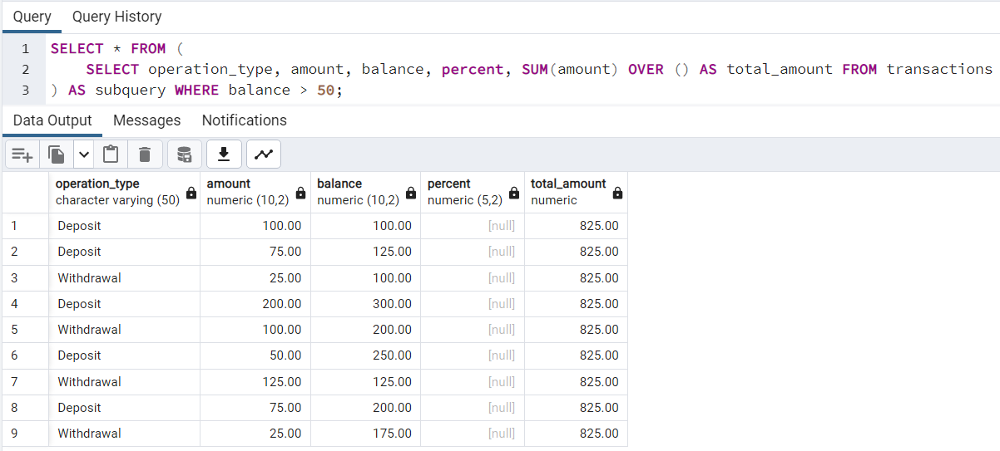 Query Query History
1 SELECT * FROM (
2 SELECT operation_type, amount, balance, percent, SUM(amount) OVER () AS total_amount FROM transactions
3 ) AS subquery WHERE balance > 50;
Data Output Messages Notifications
operation_type amount balance percent total_amount
character varying (50) numeric (10,2) numeric (10,2) numeric (5,2) numeric
1 Deposit 100.00 100.00 [null] 825.00
2 Deposit 75.00 125.00 [null] 825.00
3 Withdrawal 25.00 100.00 [null] 825.00
4 Deposit 200.00 300.00 [null] 825.00
5 Withdrawal 100.00 200.00 [null] 825.00
6 Deposit 50.00 250.00 [null] 825.00
7 Withdrawal 125.00 125.00 [null] 825.00
8 Deposit 75.00 200.00 [null] 825.00
9 Withdrawal 25.00 175.00 [null] 825.00